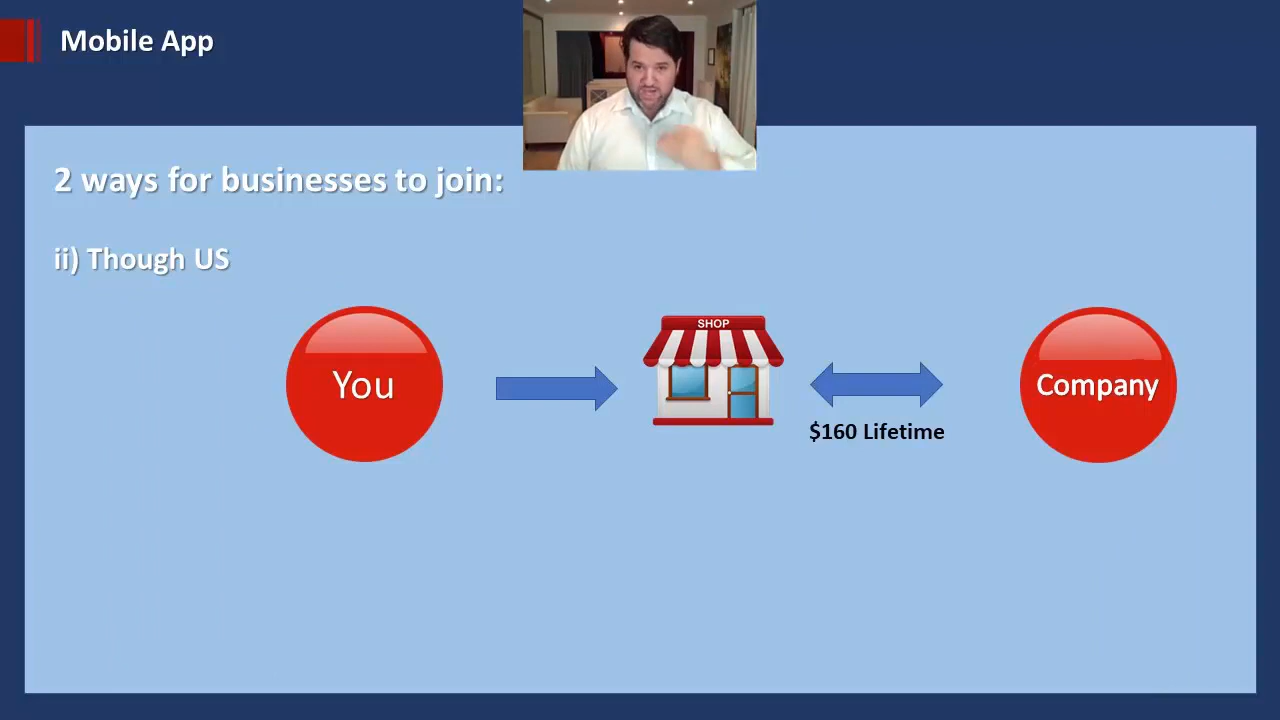 Mobile App
2 ways for businesses to join:
ii) Though US
SHOP
You
Company
$160 Lifetime